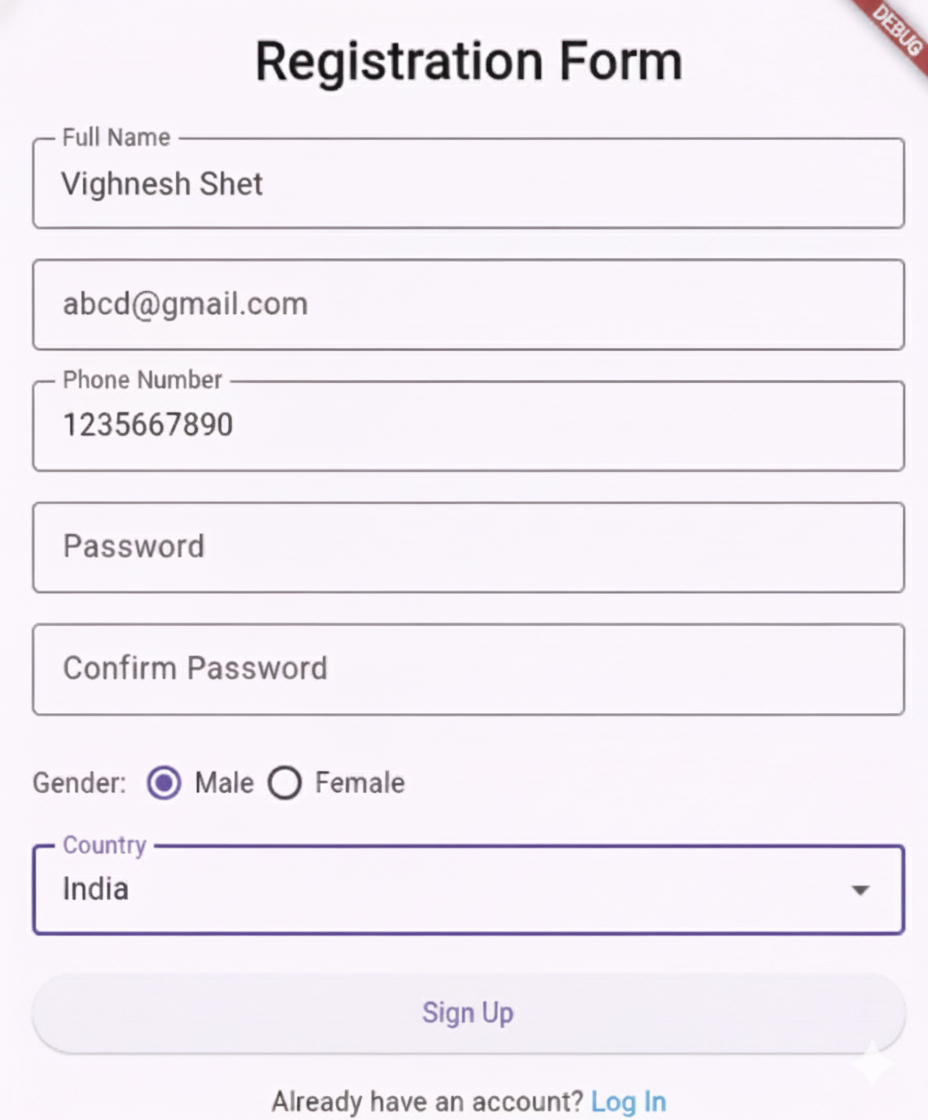 DEBUG
Registration Form
Full Name
Vighnesh Shet
abcd@gmail.com
Phone Number
1235667890
Password
Confirm Password
Gender: Male Female
Country
India
Sign Up
Already have an account? Log In